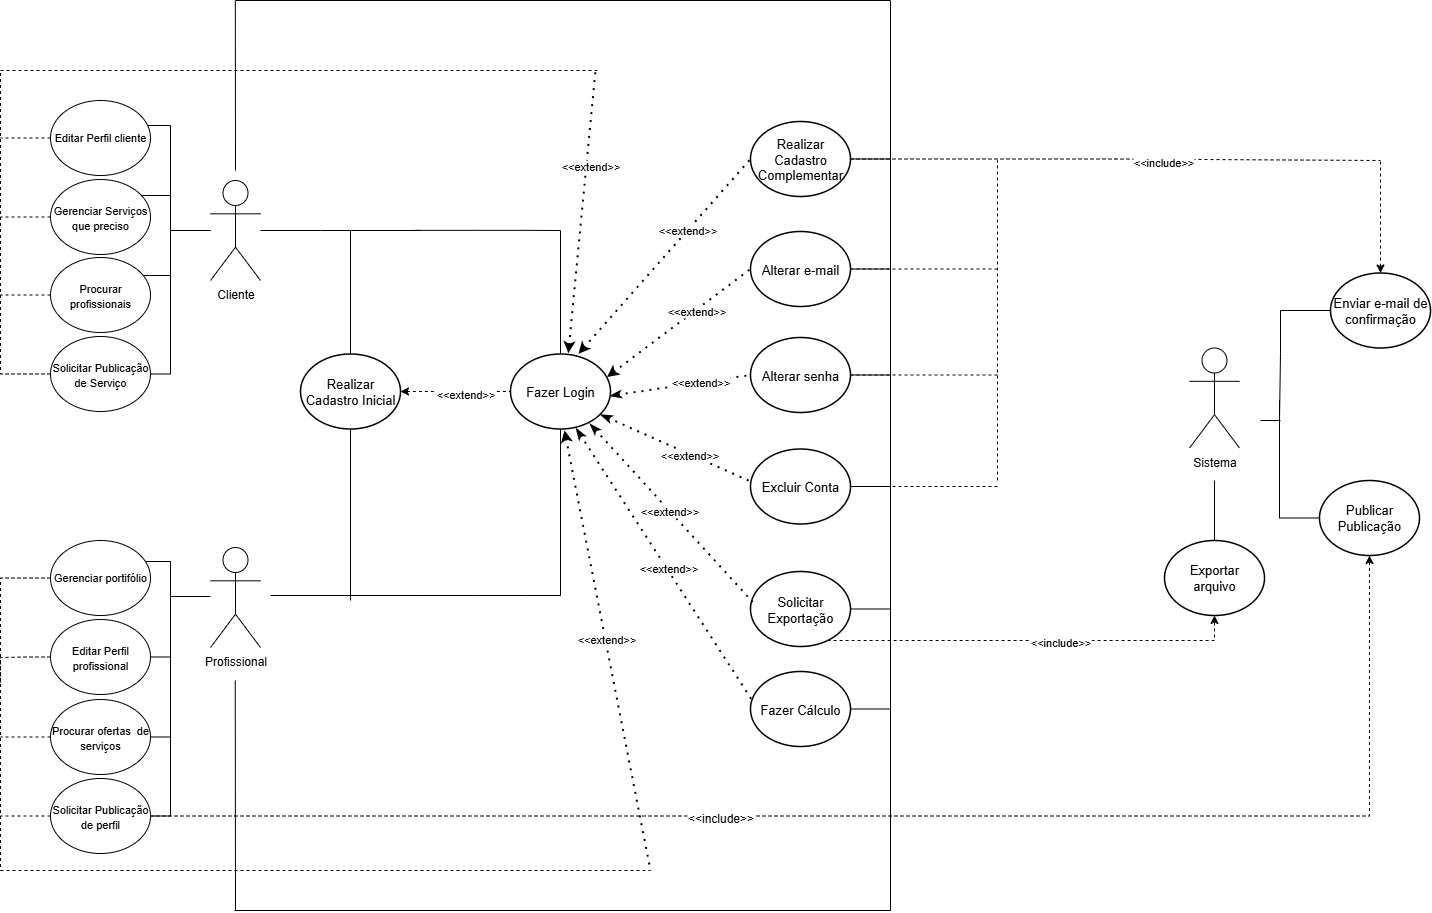 Editar Perfil cliente
Gerenciar Serviços
que preciso
Procurar
profissionais
Solicitar Publicação
de Serviço
Cliente
<<extend>>
Realizar
Cadastro
Complementar
<<include>>
<<extend>>
Alterar e-mail
<<extend>>
Enviar e-mail de
confirmação
Realizar
Cadastro Inicial
<<extend>>
Fazer Login
<<extend>>
Alterar senha
<<extend>>
Excluir Conta
Sistema
Publicar
Publicação
<<extend>>
<<extend>>
Exportar
arquivo
Gerenciar portifólio
Editar Perfil
profissional
Procurar ofertas de
serviços
Solicitar Publicação
de perfil
Profissional
<<extend>>
Solicitar
Exportação
<<include>>
Fazer Cálculo
<<include>>